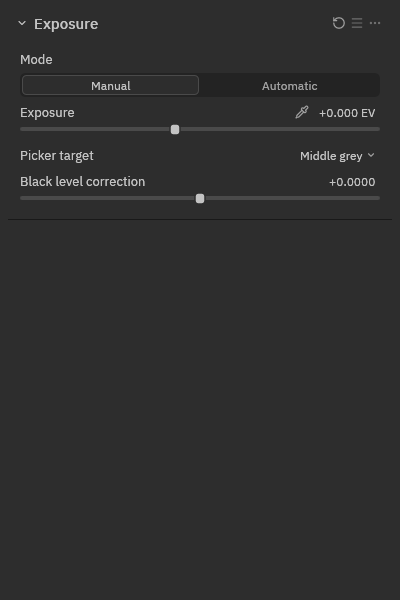 Exposure
Mode
Manual Automatic
Exposure +0.000 EV
Picker target Middle grey
Black level correction +0.0000